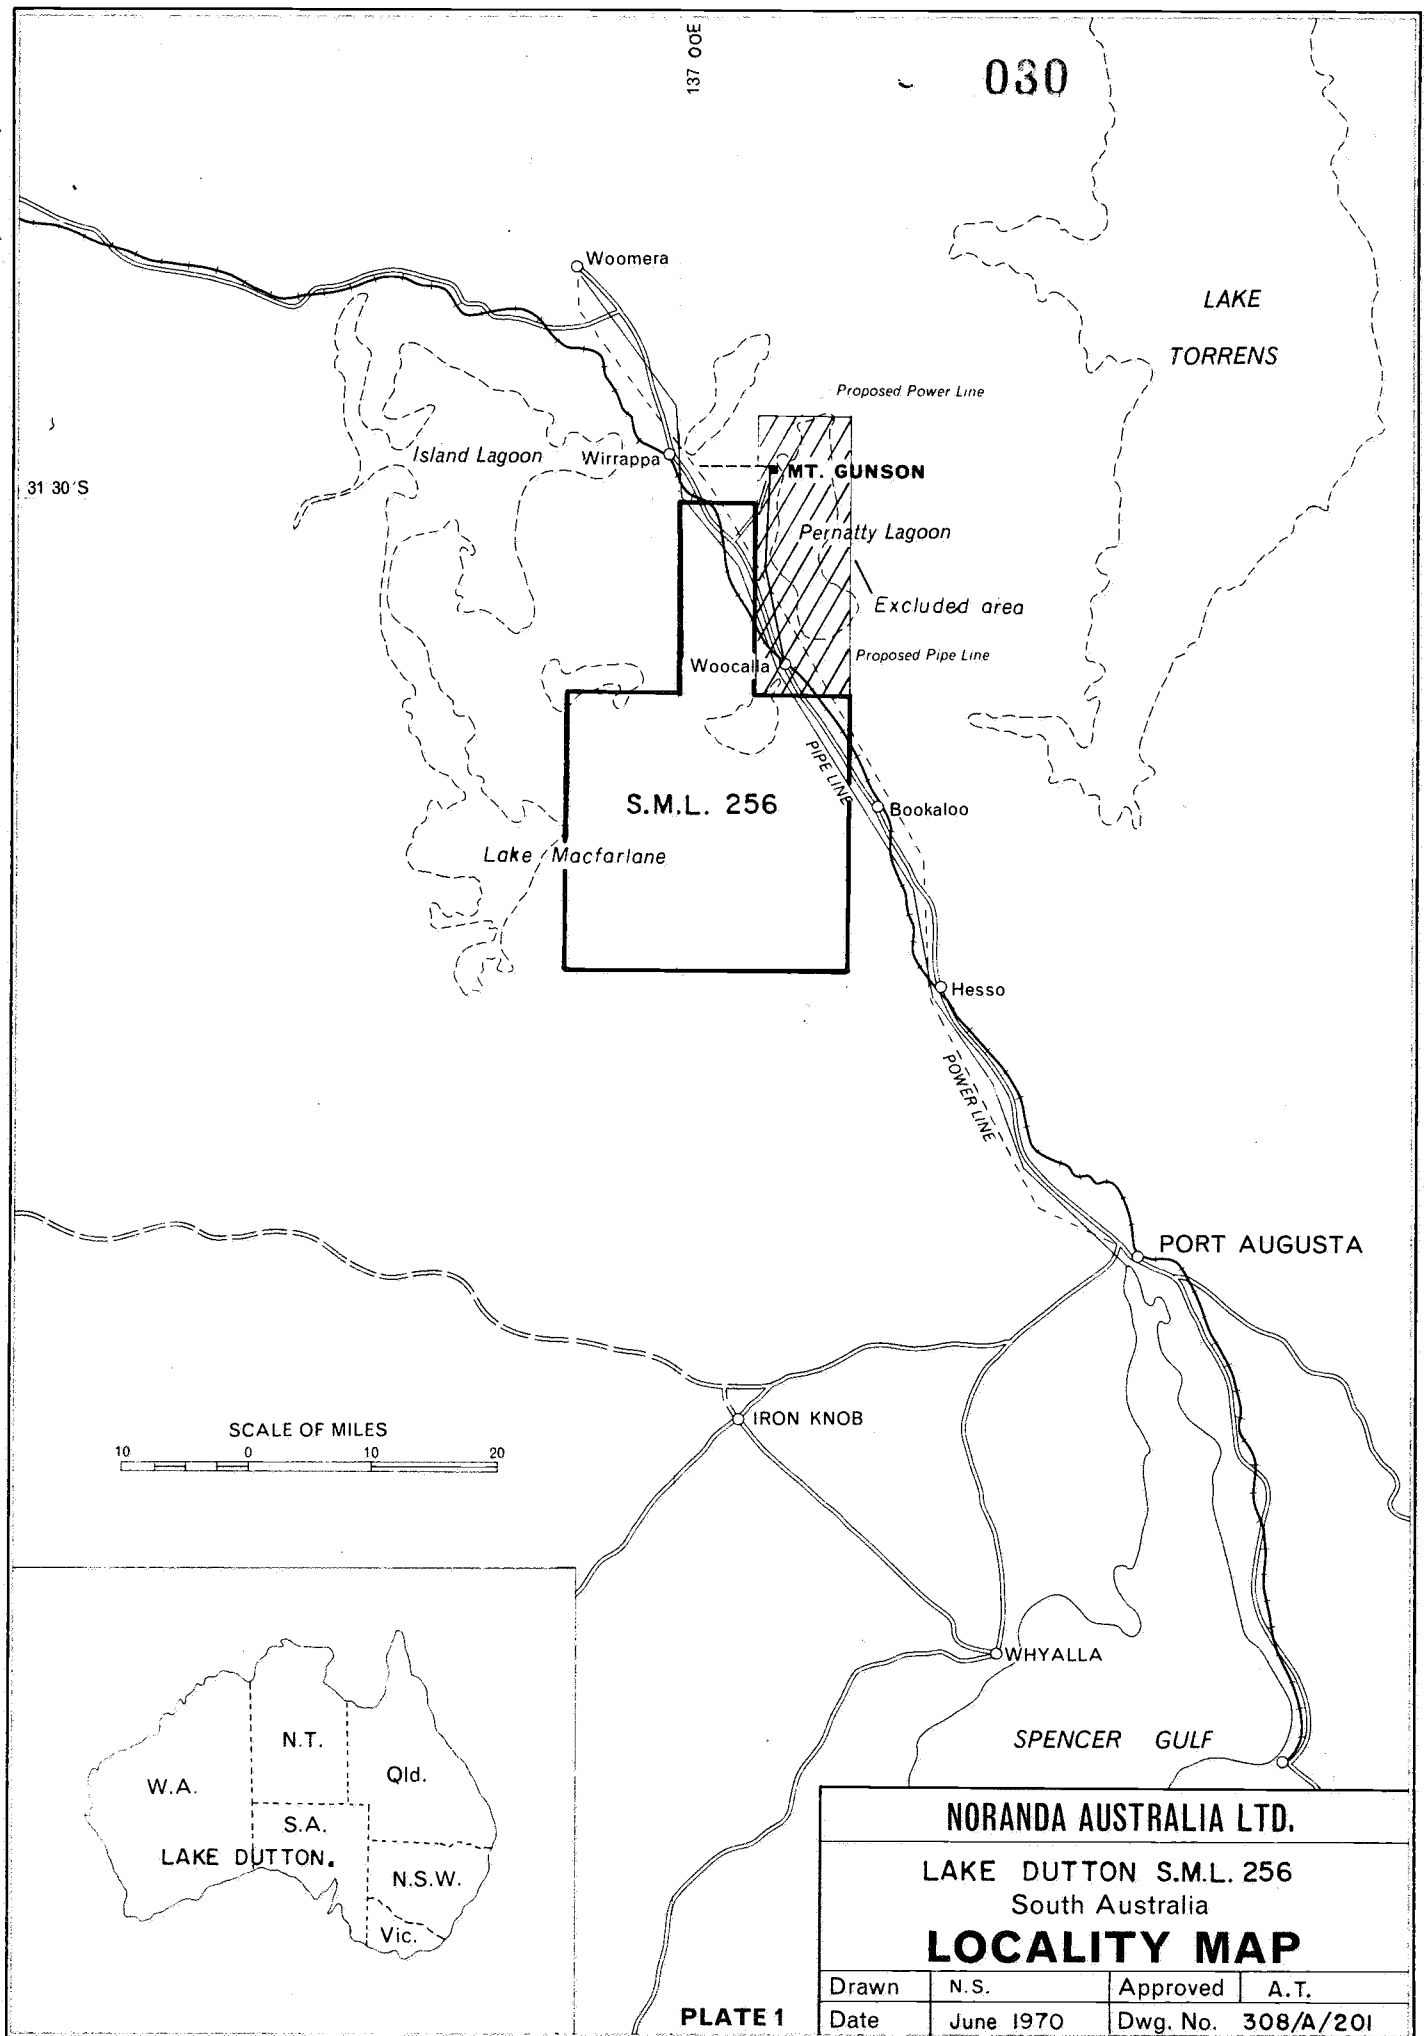 137 00E
030
Woomera
LAKE
TORRENS
Proposed Power Line
Island Lagoon
Wirrappa
MT. GUNSON
31 30'S
Pernatty Lagoon
Excluded area
Woocalla
Proposed Pipe Line
PIPE LINE
S.M.L. 256
Bookaloo
Lake Macfarlane
Hesso
POWER LINE
PORT AUGUSTA
IRON KNOB
SCALE OF MILES
10 0 10 20
WHYALLA
SPENCER GULF
N.T.
W.A.
Qld.
S.A.
LAKE DUTTON.
N.S.W.
Vic.
NORANDA AUSTRALIA LTD.
LAKE DUTTON S.M.L. 256
South Australia
LOCALITY MAP
Drawn N.S. Approved A.T.
Date June 1970 Dwg. No. 308/A/201
PLATE 1